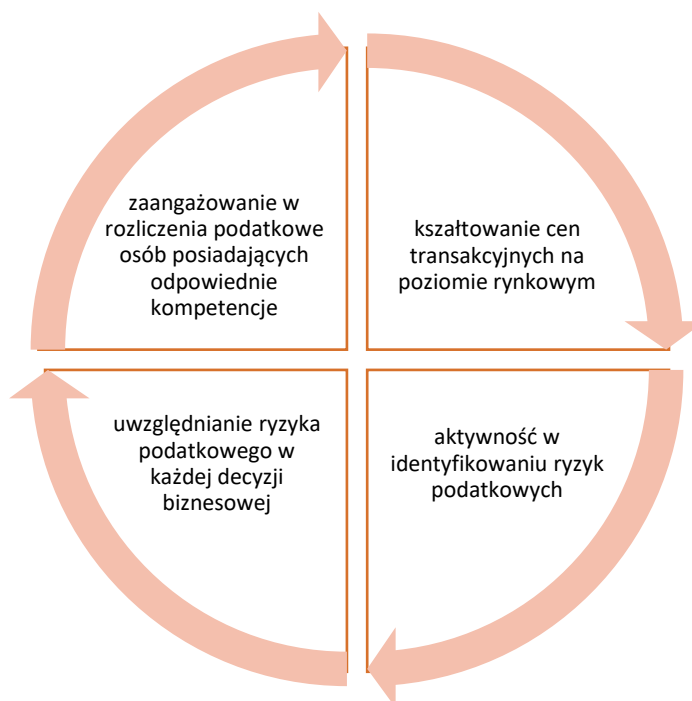 zaangażowanie w
rozliczenia podatkowe
osób posiadających
odpowiednie
kompetencje
kszałtowanie cen
transakcyjnych na
poziomie rynkowym
uwzględnianie ryzyka
podatkowego w
każdej decyzji
biznesowej
aktywność w
identyfikowaniu ryzyk
podatkowych